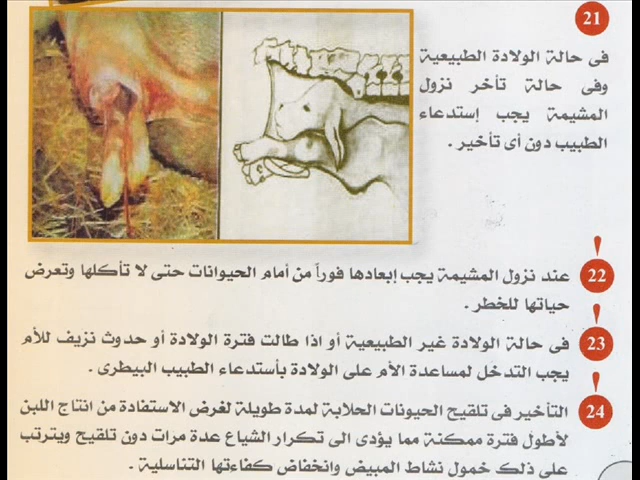 21
فى حالة الولادة الطبيعية
وفى حالة تأخر نزول
المشيمة يجب إستدعاء
الطبيب دون أى تأخير .
22
عند نزول المشيمة يجب إبعادها فوراً من أمام الحيوانات حتى لا تأكلها وتعرض
حياتها للخطر .
23
فى حالة الولادة غير الطبيعية أو اذا طالت فترة الولادة أو حدوث نزيف للأم
يجب التدخل لمساعدة الأم على الولادة بأستدعاء الطبيب البيطرى .
24
التأخير فى تلقيح الحيونات الحلابة لمدة طويلة لغرض الاستفادة من انتاج اللبن
لأطول فترة ممكنة مما يؤدى الى تكرار الشياع عدة مرات دون تلقيح ويترتب
على ذلك خمول نشاط المبيض وانخفاض كفاءتها التناسلية .